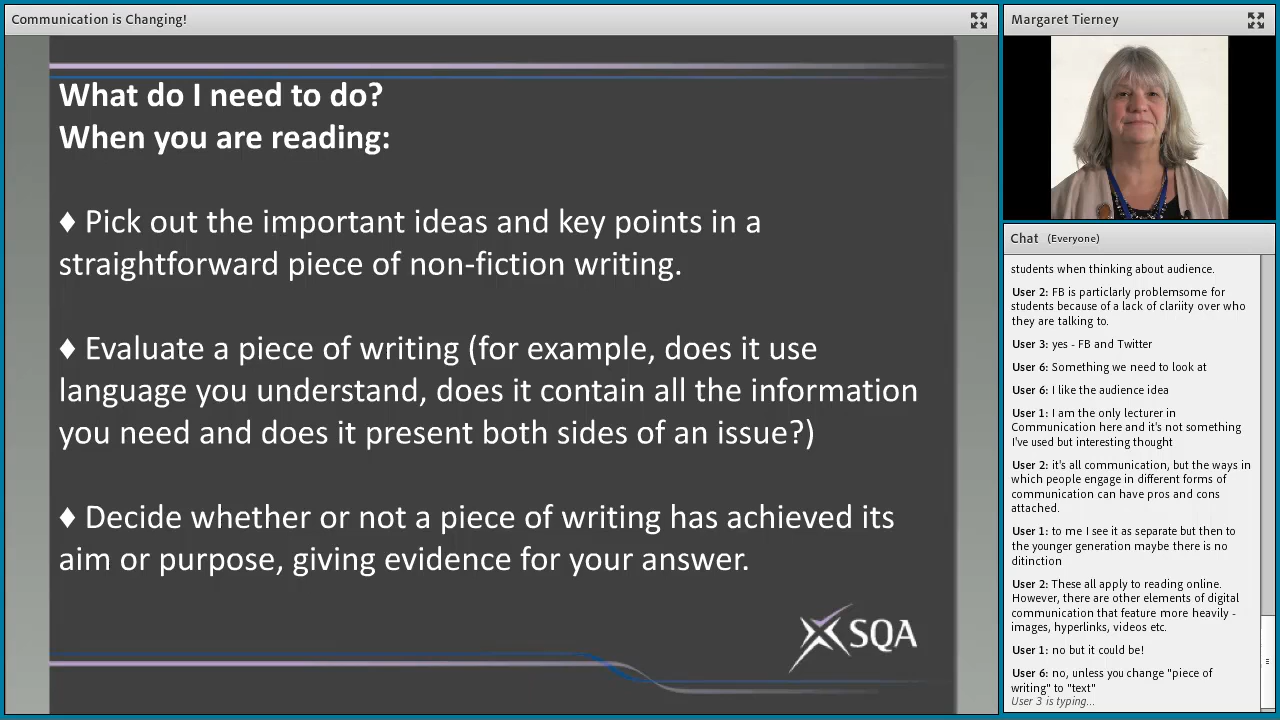 Communication is Changing!
What do I need to do?
When you are reading:
♦ Pick out the important ideas and key points in a
straightforward piece of non-fiction writing.
♦ Evaluate a piece of writing (for example, does it use
language you understand, does it contain all the information
you need and does it present both sides of an issue?)
♦ Decide whether or not a piece of writing has achieved its
aim or purpose, giving evidence for your answer.
SQA
Margaret Tierney
Chat (Everyone)
students when thinking about audience.
User 2: FB is particlarly problemsome for
students because of a lack of clariity over who
they are talking to.
User 3: yes - FB and Twitter
User 6: Something we need to look at
User 6: I like the audience idea
User 1: I am the only lecturer in
Communication here and it's not something
I've used but interesting thought
User 2: it's all communication, but the ways in
which people engage in different forms of
communication can have pros and cons
attached.
User 1: to me I see it as separate but then to
the younger generation maybe there is no
ditinction
User 2: These all apply to reading online.
However, there are other elements of digital
communication that feature more heavily -
images, hyperlinks, videos etc.
User 1: no but it could be!
User 6: no, unless you change "piece of
writing" to "text"
User 3 is typing...